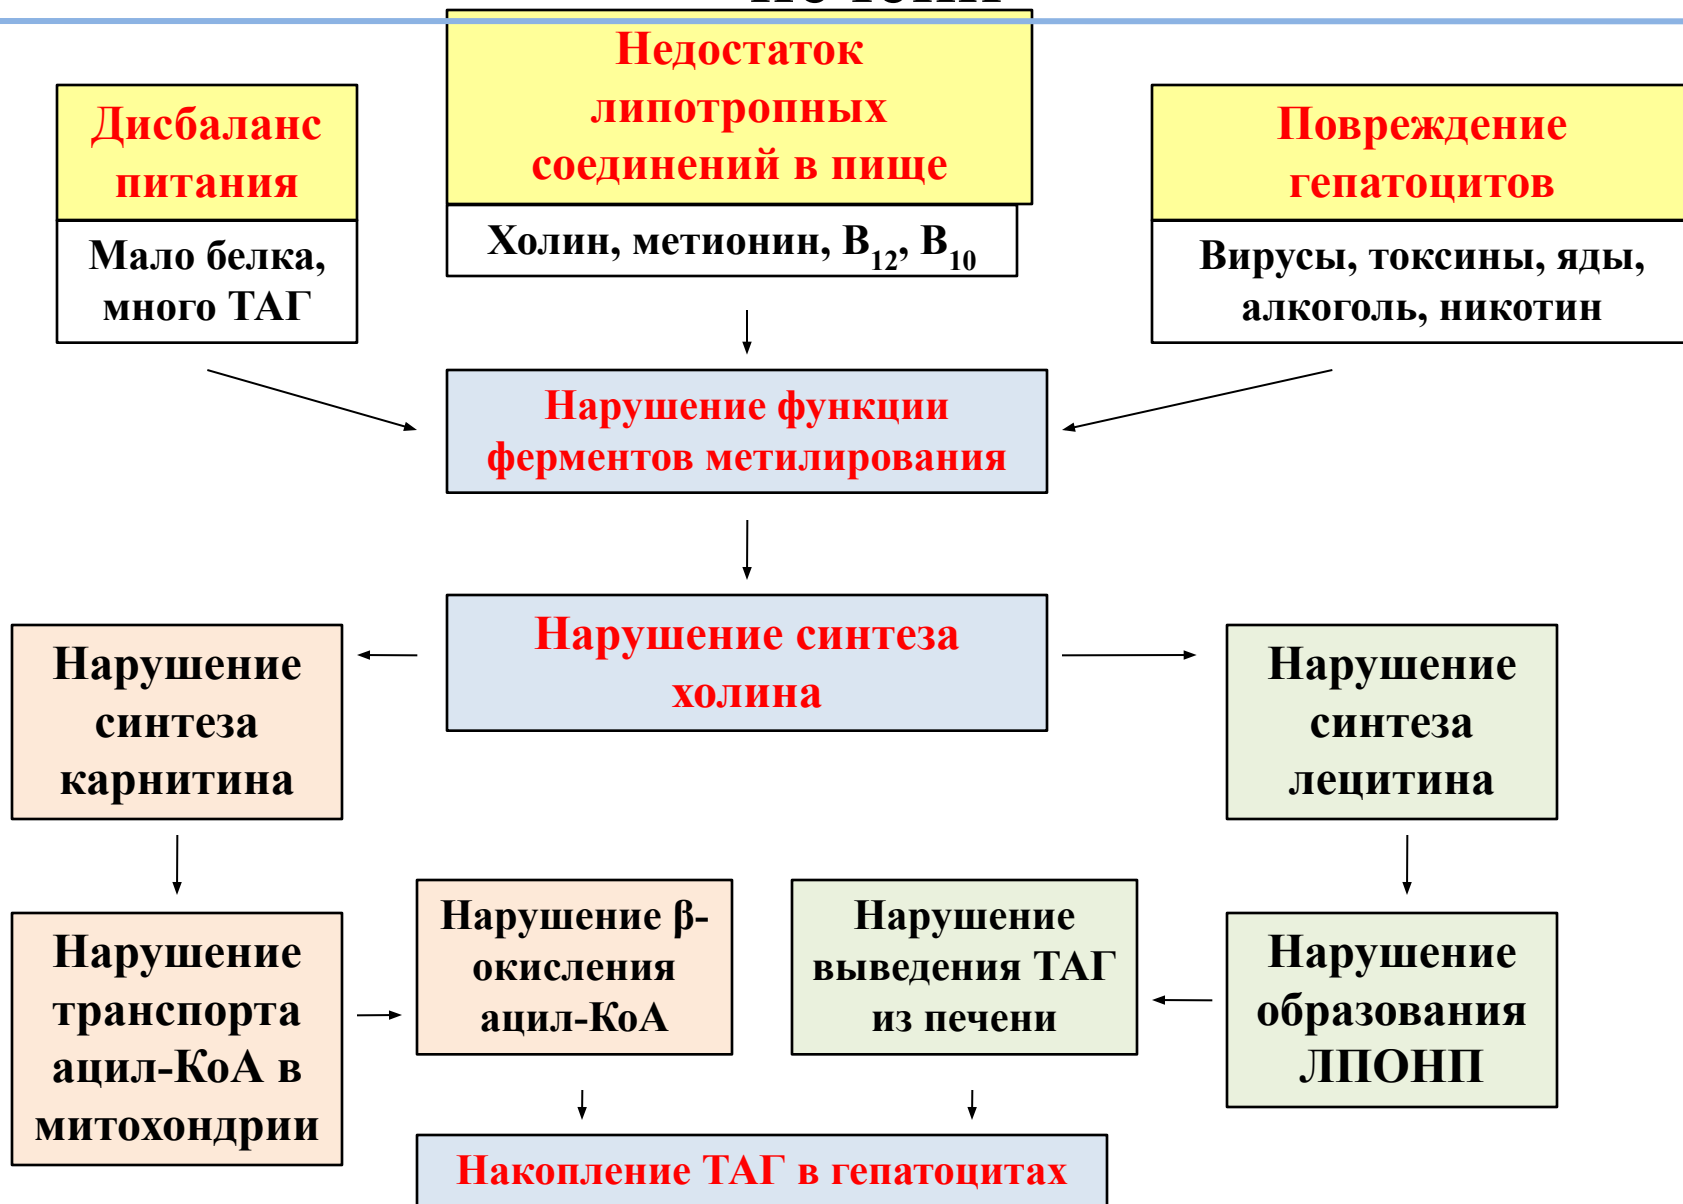 Недостаток
липотропных
соединений в пище
Холин, метионин, B12, B10
Дисбаланс
питания
Мало белка,
много ТАГ
Повреждение
гепатоцитов
Вирусы, токсины, яды,
алкоголь, никотин
Нарушение функции
ферментов метилирования
Нарушение синтеза
холина
Нарушение
синтеза
карнитина
Нарушение
синтеза
лецитина
Нарушение
транспорта
ацил-КоА в
митохондрии
Нарушение β-
окисления
ацил-КоА
Нарушение
выведения ТАГ
из печени
Нарушение
образования
ЛПОНП
Накопление ТАГ в гепатоцитах